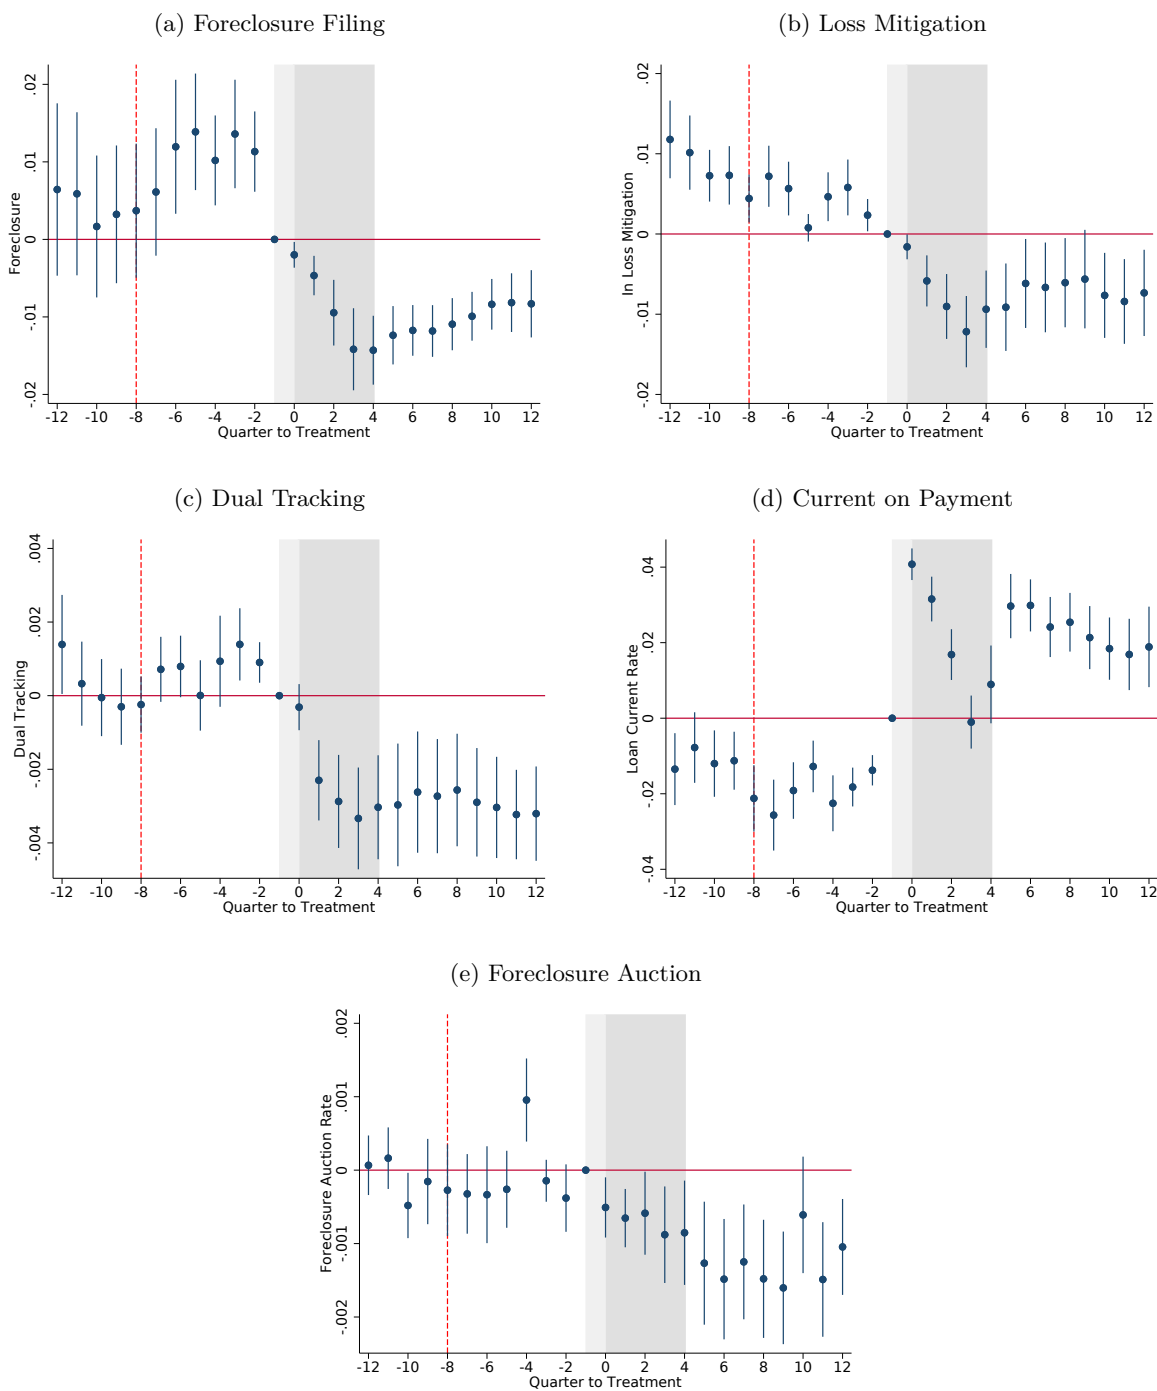 (a) Foreclosure Filing
(b) Loss Mitigation
.02
.01
0
-.01
-.02
Foreclosure
-12 -10 -8 -6 -4 -2 0 2 4 6 8 10 12
Quarter to Treatment
.02
.01
0
-.01
-.02
In Loss Mitigation
-12 -10 -8 -6 -4 -2 0 2 4 6 8 10 12
Quarter to Treatment
(c) Dual Tracking
(d) Current on Payment
.004
.002
0
-.002
-.004
Dual Tracking
-12 -10 -8 -6 -4 -2 0 2 4 6 8 10 12
Quarter to Treatment
.04
.02
0
-.02
-.04
Loan Current Rate
-12 -10 -8 -6 -4 -2 0 2 4 6 8 10 12
Quarter to Treatment
(e) Foreclosure Auction
.002
.001
0
-.001
-.002
Foreclosure Auction Rate
-12 -10 -8 -6 -4 -2 0 2 4 6 8 10 12
Quarter to Treatment